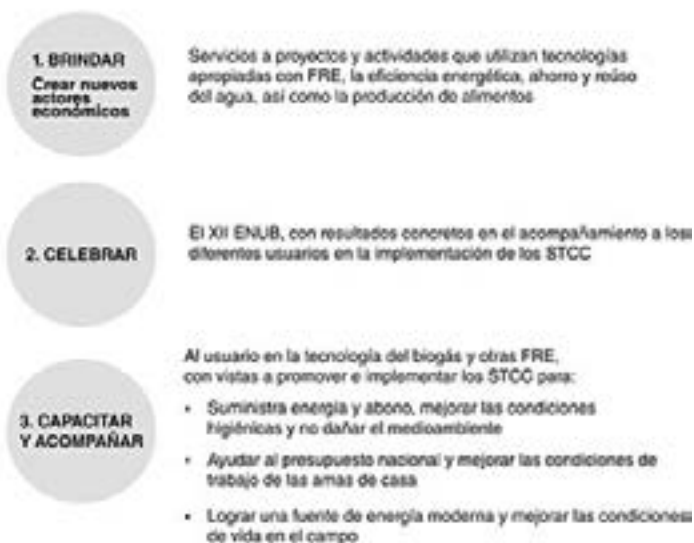 1. BRINDAR
Crear nuevos
actores
económicos
Servicios a proyectos y actividades que utilizan tecnologías
apropiadas con FRE, la eficiencia energética, ahorro y reúso
del agua, así como la producción de alimentos
2. CELEBRAR
El XII ENUB, con resultados concretos en el acompañamiento a losa
diferentes usuarios en la implementación de los STCC
3. CAPACITAR
Y ACOMPAÑAR
Al usuario en la tecnología del biogás y otras FRE,
con vistas a promover e implementar los STCC para:
• Suministra energía y abono, mejorar las condiciones
higiénicas y no dañar el medioambiente
• Ayudar al presupuesto nacional y mejorar las condiciones de
trabajo de las amas de casa
• Lograr una fuente de energía moderna y mejorar las condicionesa
de vida en el campo